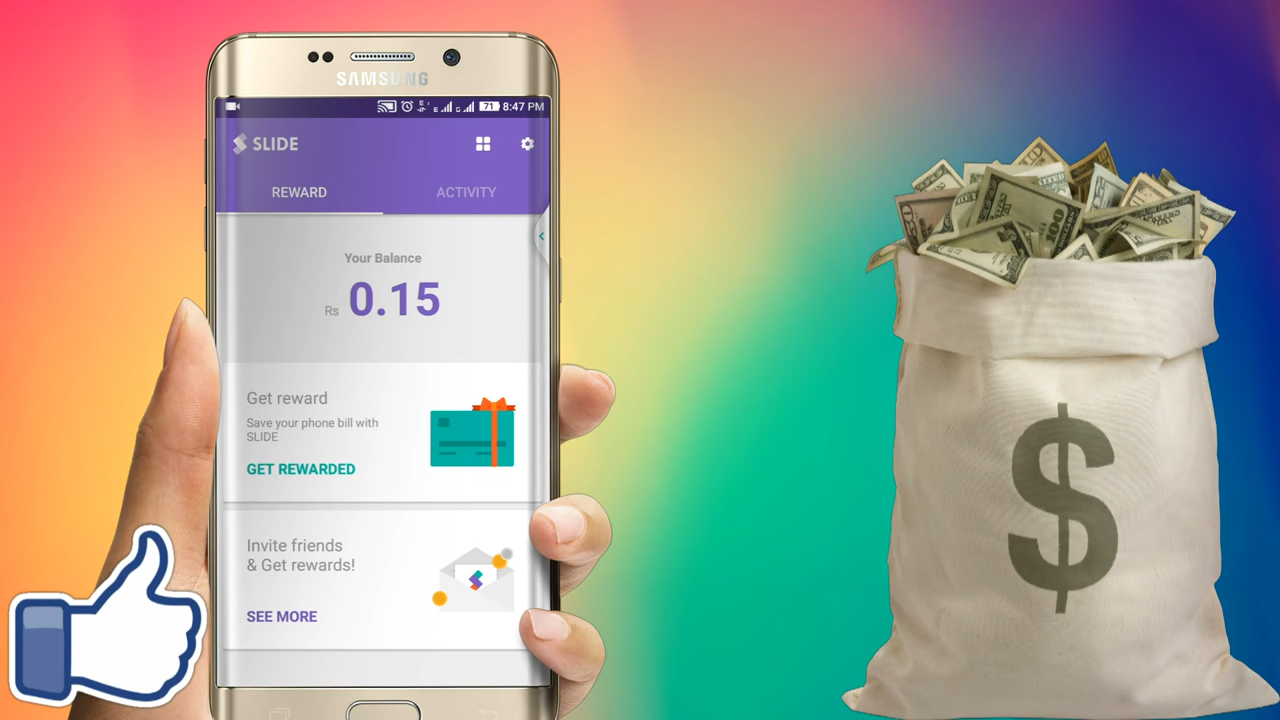 SAMSUNG
71 8:47 PM
SLIDE
REWARD ACTIVITY
Your Balance
Rs 0.15
Get reward
Save your phone bill with
SLIDE
GET REWARDED
Invite friends
& Get rewards!
SEE MORE
$